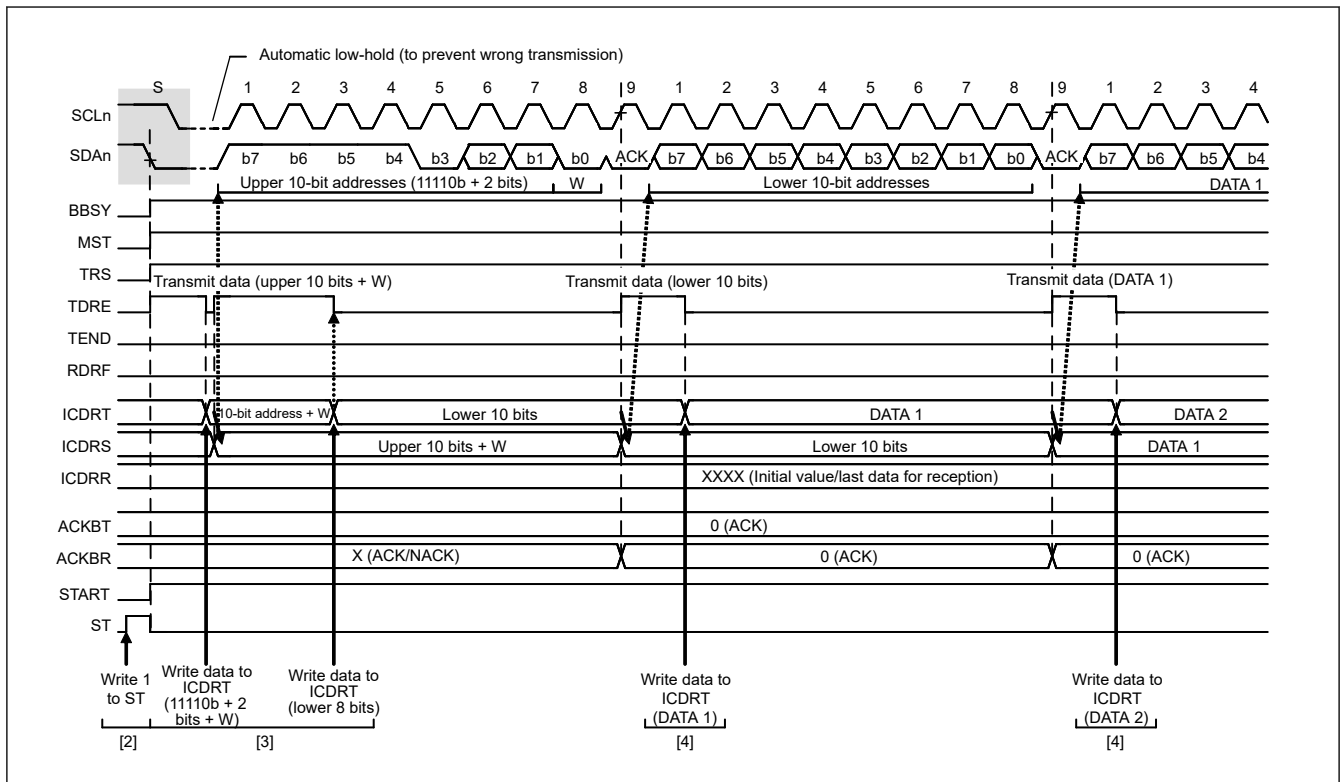 Automatic low-hold (to prevent wrong transmission)
S 1 2 3 4 5 6 7 8 9 1 2 3 4 5 6 7 8 9 1 2 3 4
SCLn
SDAn b7 b6 b5 b4 b3 b2 b1 b0 ACK b7 b6 b5 b4 b3 b2 b1 b0 ACK b7 b6 b5 b4
Upper 10-bit addresses (11110b + 2 bits) W Lower 10-bit addresses DATA 1
BBSY
MST
TRS
Transmit data (upper 10 bits + W) Transmit data (lower 10 bits) Transmit data (DATA 1)
TDRE
TEND
RDRF
ICDRT 10-bit address + W Lower 10 bits DATA 1 DATA 2
ICDRS Upper 10 bits + W Lower 10 bits DATA 1
ICDRR XXXX (Initial value/last data for reception)
ACKBT 0 (ACK)
ACKBR X (ACK/NACK) 0 (ACK) 0 (ACK)
START
ST
Write 1
to ST
Write data to
ICDRT
(11110b + 2
bits + W)
Write data to
ICDRT
(lower 8 bits)
Write data to
ICDRT
(DATA 1)
Write data to
ICDRT
(DATA 2)
[2] [3] [4] [4]